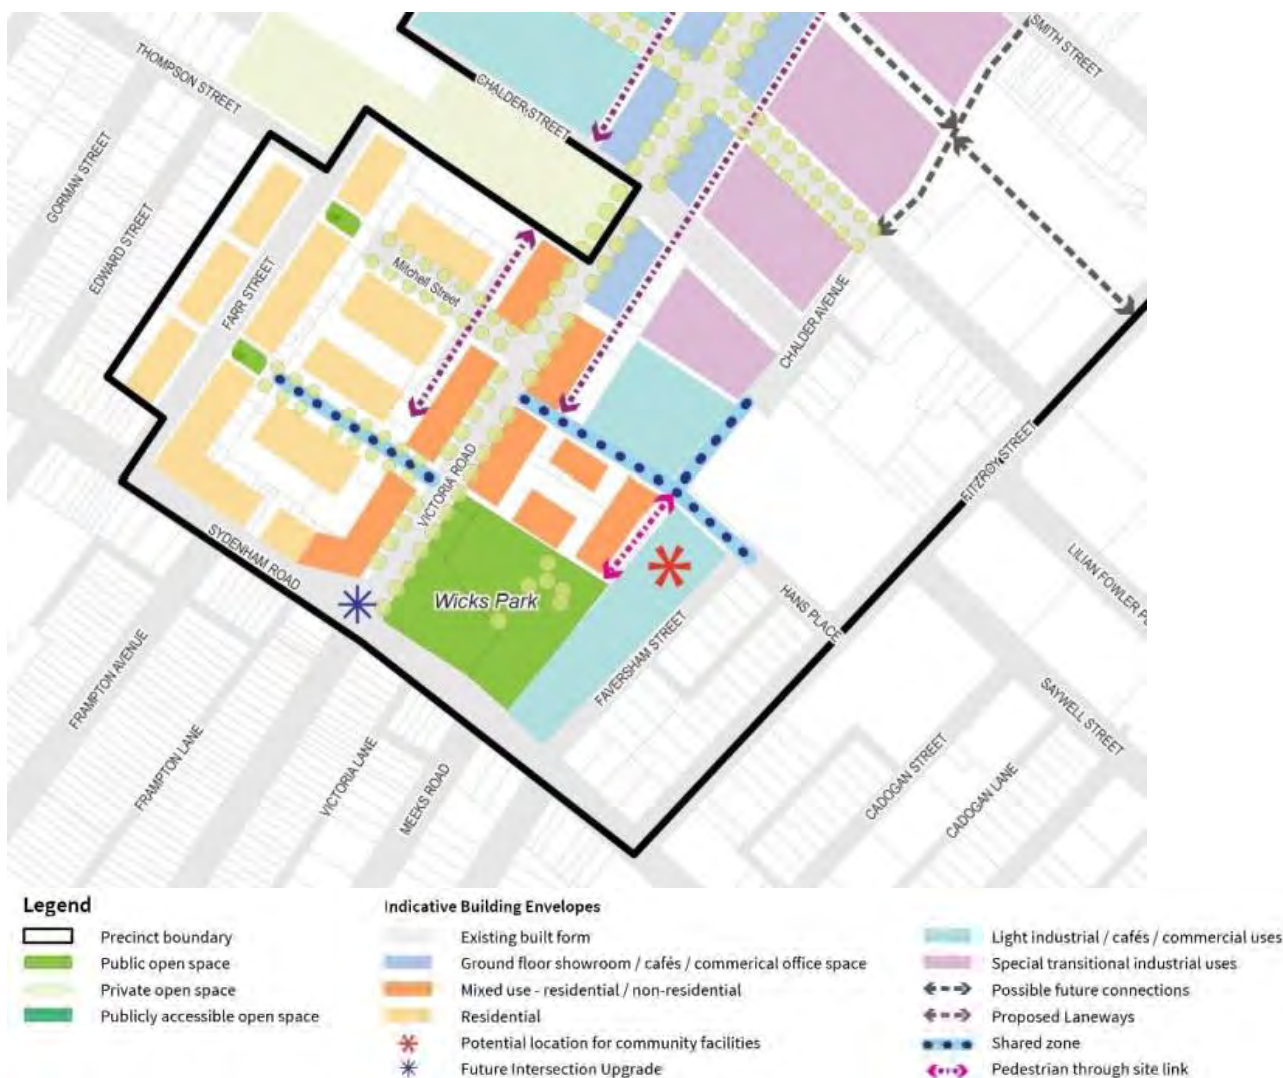 SMITH STREET
THOMPSON STREET
CHALDER STREET
GORMAN STREET
EDWARD STREET
FARR STREET
Mitchell Street
CHALDER AVENUE
VICTORIA ROAD
FITZROY STREET
SYDENHAM ROAD
Wicks Park
HANS PLACE
LILIAN FOWLER PL
FAVERSHAM STREET
FRAMPTON AVENUE
SAYWELL STREET
FRAMPTON LANE
VICTORIA LANE
MEEKS ROAD
CADOGAN STREET
CADOGAN LANE
Legend
Precinct boundary
Public open space
Private open space
Publicly accessible open space
Indicative Building Envelopes
Existing built form
Ground floor showroom / cafés / commerical office space
Mixed use - residential / non-residential
Residential
Potential location for community facilities
Future Intersection Upgrade
Light industrial / cafés / commercial uses
Special transitional industrial uses
Possible future connections
Proposed Laneways
Shared zone
Pedestrian through site link